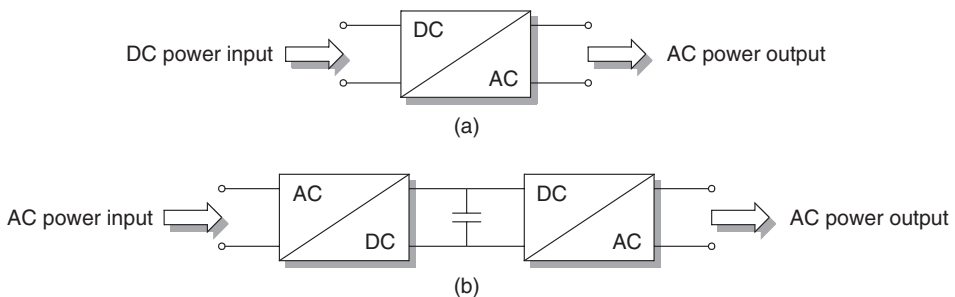 DC power input
DC
AC
AC power output
(a)
AC power input
AC
DC
DC
AC
AC power output
(b)